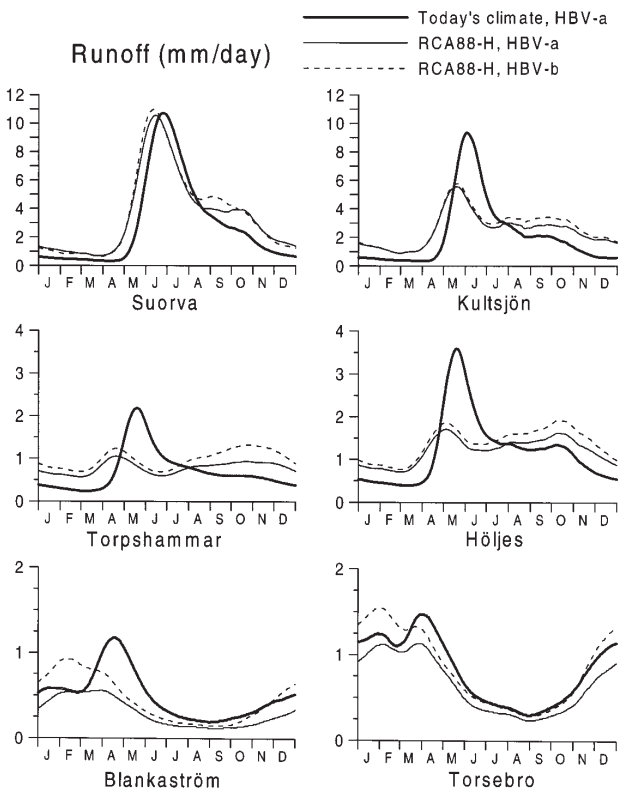 Runoff (mm/day)
Today's climate, HBV-a
RCA88-H, HBV-a
RCA88-H, HBV-b
12
10
8
6
4
2
0
J F M A M J J A S O N D
Suorva
12
10
8
6
4
2
0
J F M A M J J A S O N D
Kultsjön
4
3
2
1
0
J F M A M J J A S O N D
Torpshammar
4
3
2
1
0
J F M A M J J A S O N D
Höljes
2
1
0
J F M A M J J A S O N D
Blankaström
2
1
0
J F M A M J J A S O N D
Torsebro